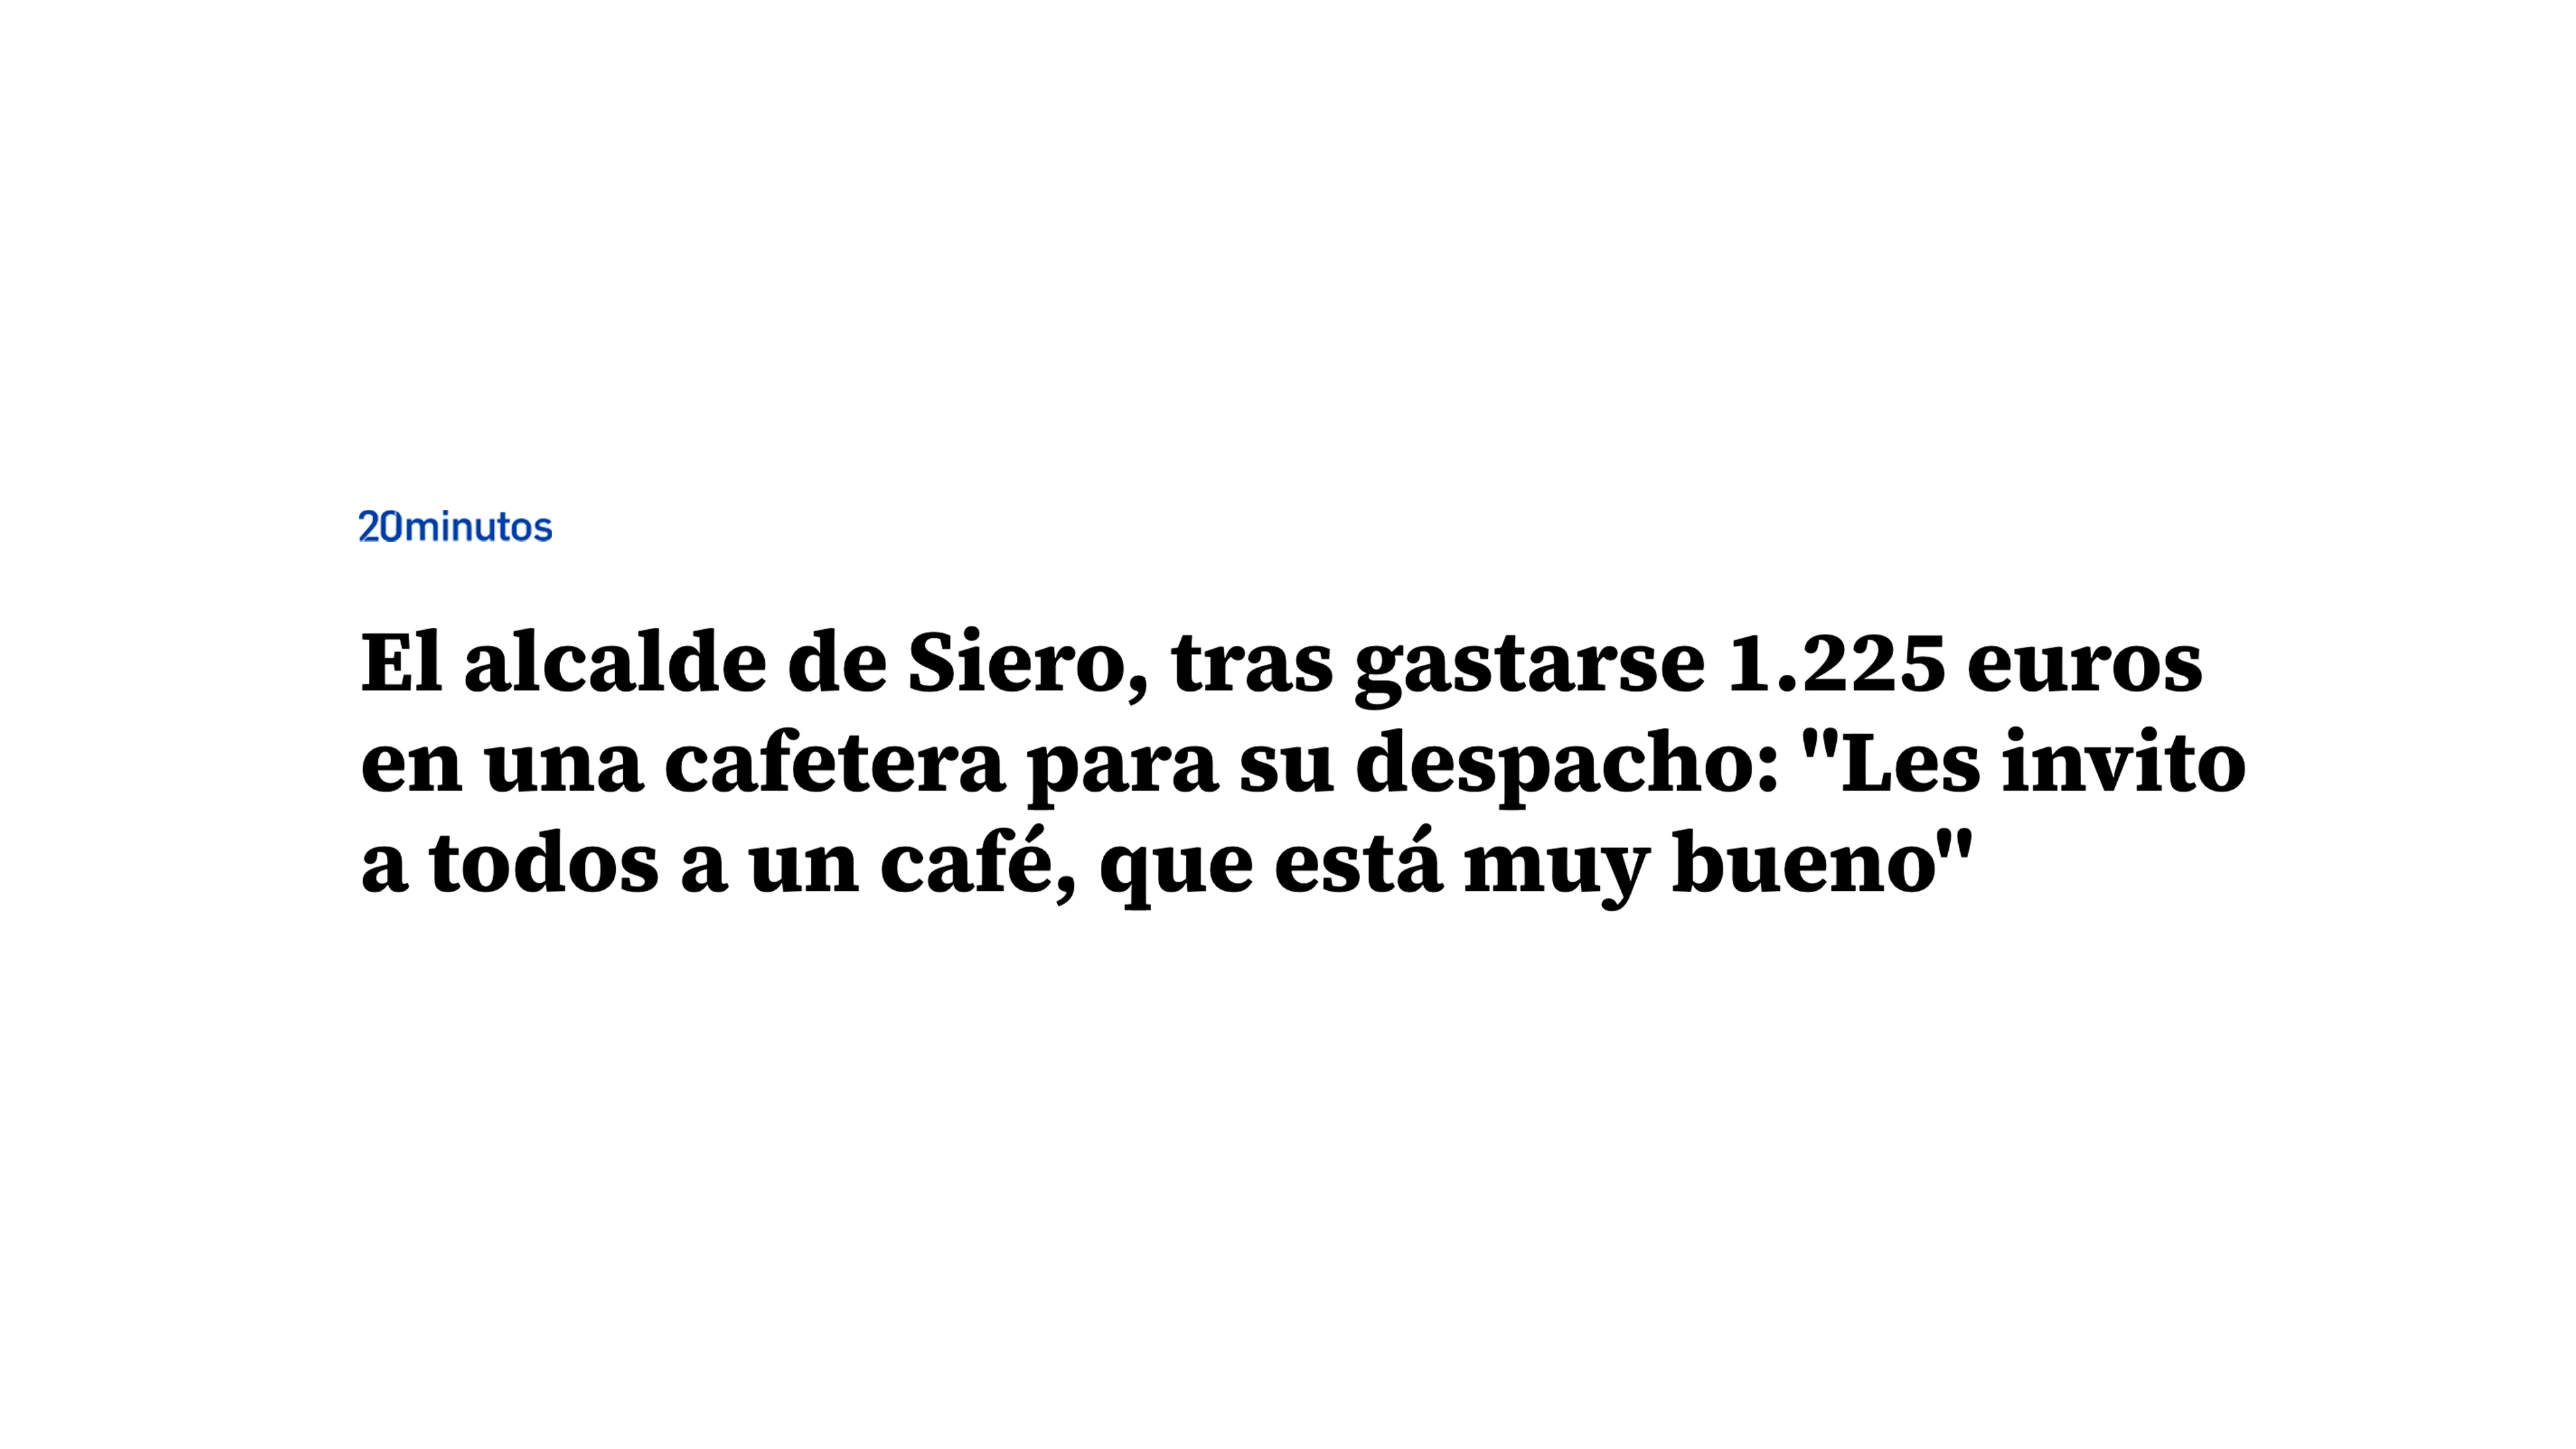 20minutos
El alcalde de Siero, tras gastarse 1.225 euros
en una cafetera para su despacho: "Les invito
a todos a un café, que está muy bueno"